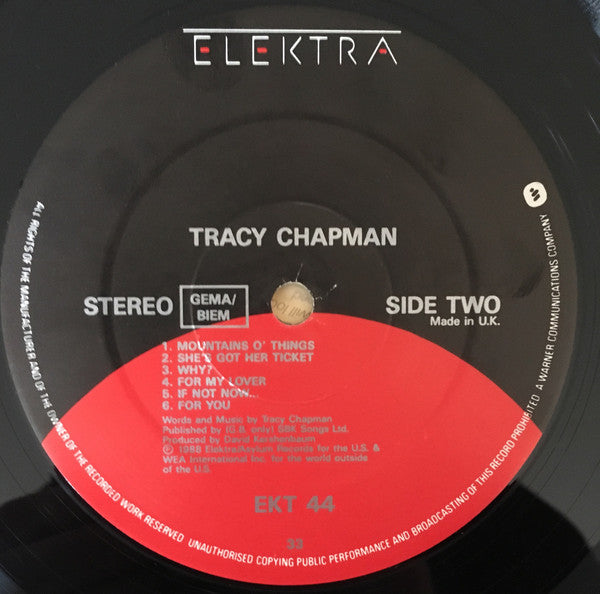 ELEKTRA
TRACY CHAPMAN
STEREO
GEMA/
BIEM
SIDE TWO
Made in U.K.
1. MOUNTAINS O' THINGS
2. SHE'S GOT HER TICKET
3. WHY?
4. FOR MY LOVER
5. IF NOT NOW...
6. FOR YOU
Words and Music by Tracy Chapman
Published by (G.B. only) SBK Songs Ltd.
Produced by David Kershenbaum
℗ 1988 Elektra/Asylum Records for the U.S. &
WEA International Inc. for the world outside
of the U.S.
EKT 44
33
ALL RIGHTS OF THE MANUFACTURER AND OF THE OWNER OF THE RECORDED WORK RESERVED UNAUTHORISED COPYING PUBLIC PERFORMANCE AND BROADCASTING OF THIS RECORD PROHIBITED A WARNER COMMUNICATIONS COMPANY